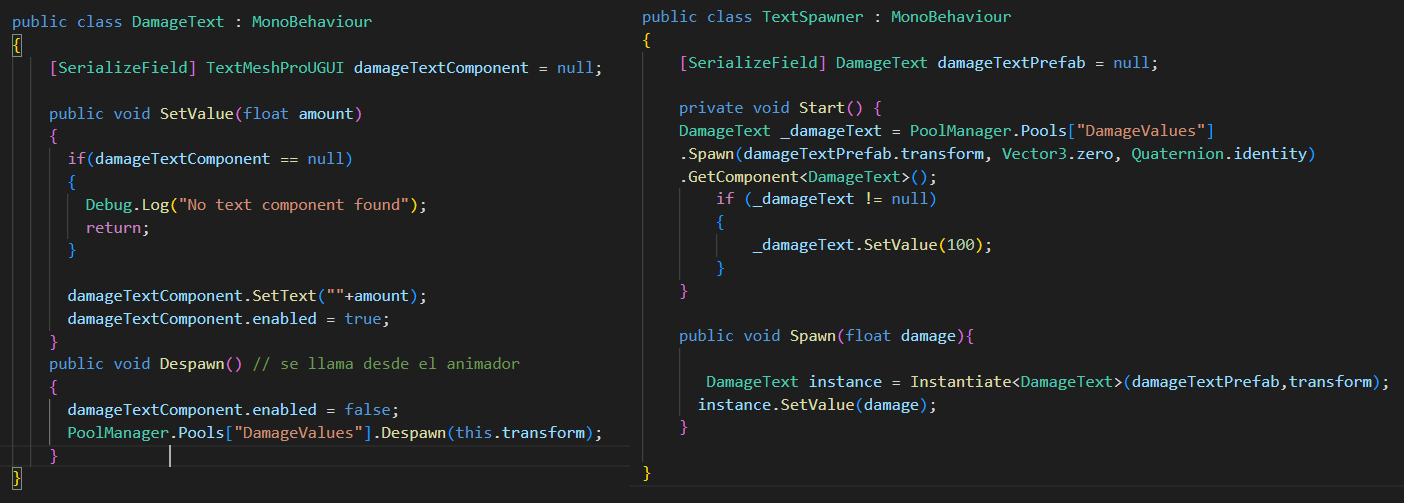 public class DamageText : MonoBehaviour
{
[SerializeField] TextMeshProUGUI damageTextComponent = null;
public void SetValue(float amount)
{
if(damageTextComponent == null)
{
Debug.Log("No text component found");
return;
}
damageTextComponent.SetText(""+amount);
damageTextComponent.enabled = true;
}
public void Despawn() // se llama desde el animador
{
damageTextComponent.enabled = false;
PoolManager.Pools["DamageValues"].Despawn(this.transform);
}
}
public class TextSpawner : MonoBehaviour
{
[SerializeField] DamageText damageTextPrefab = null;
private void Start() {
DamageText _damageText = PoolManager.Pools["DamageValues"]
.Spawn(damageTextPrefab.transform, Vector3.zero, Quaternion.identity)
.GetComponent<DamageText>();
if (_damageText != null)
{
_damageText.SetValue(100);
}
}
public void Spawn(float damage){
DamageText instance = Instantiate<DamageText>(damageTextPrefab,transform);
instance.SetValue(damage);
}
}